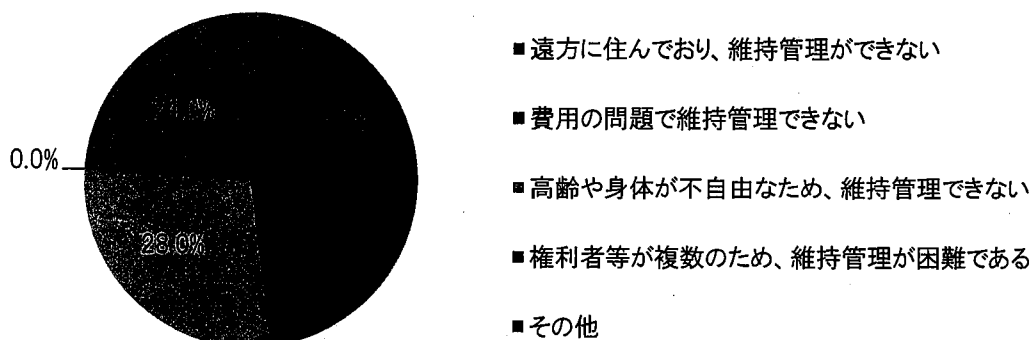 ■遠方に住んでおり、維持管理ができない
■費用の問題で維持管理できない
0.0%
■高齢や身体が不自由なため、維持管理できない
28.0%
■権利者等が複数のため、維持管理が困難である
■その他